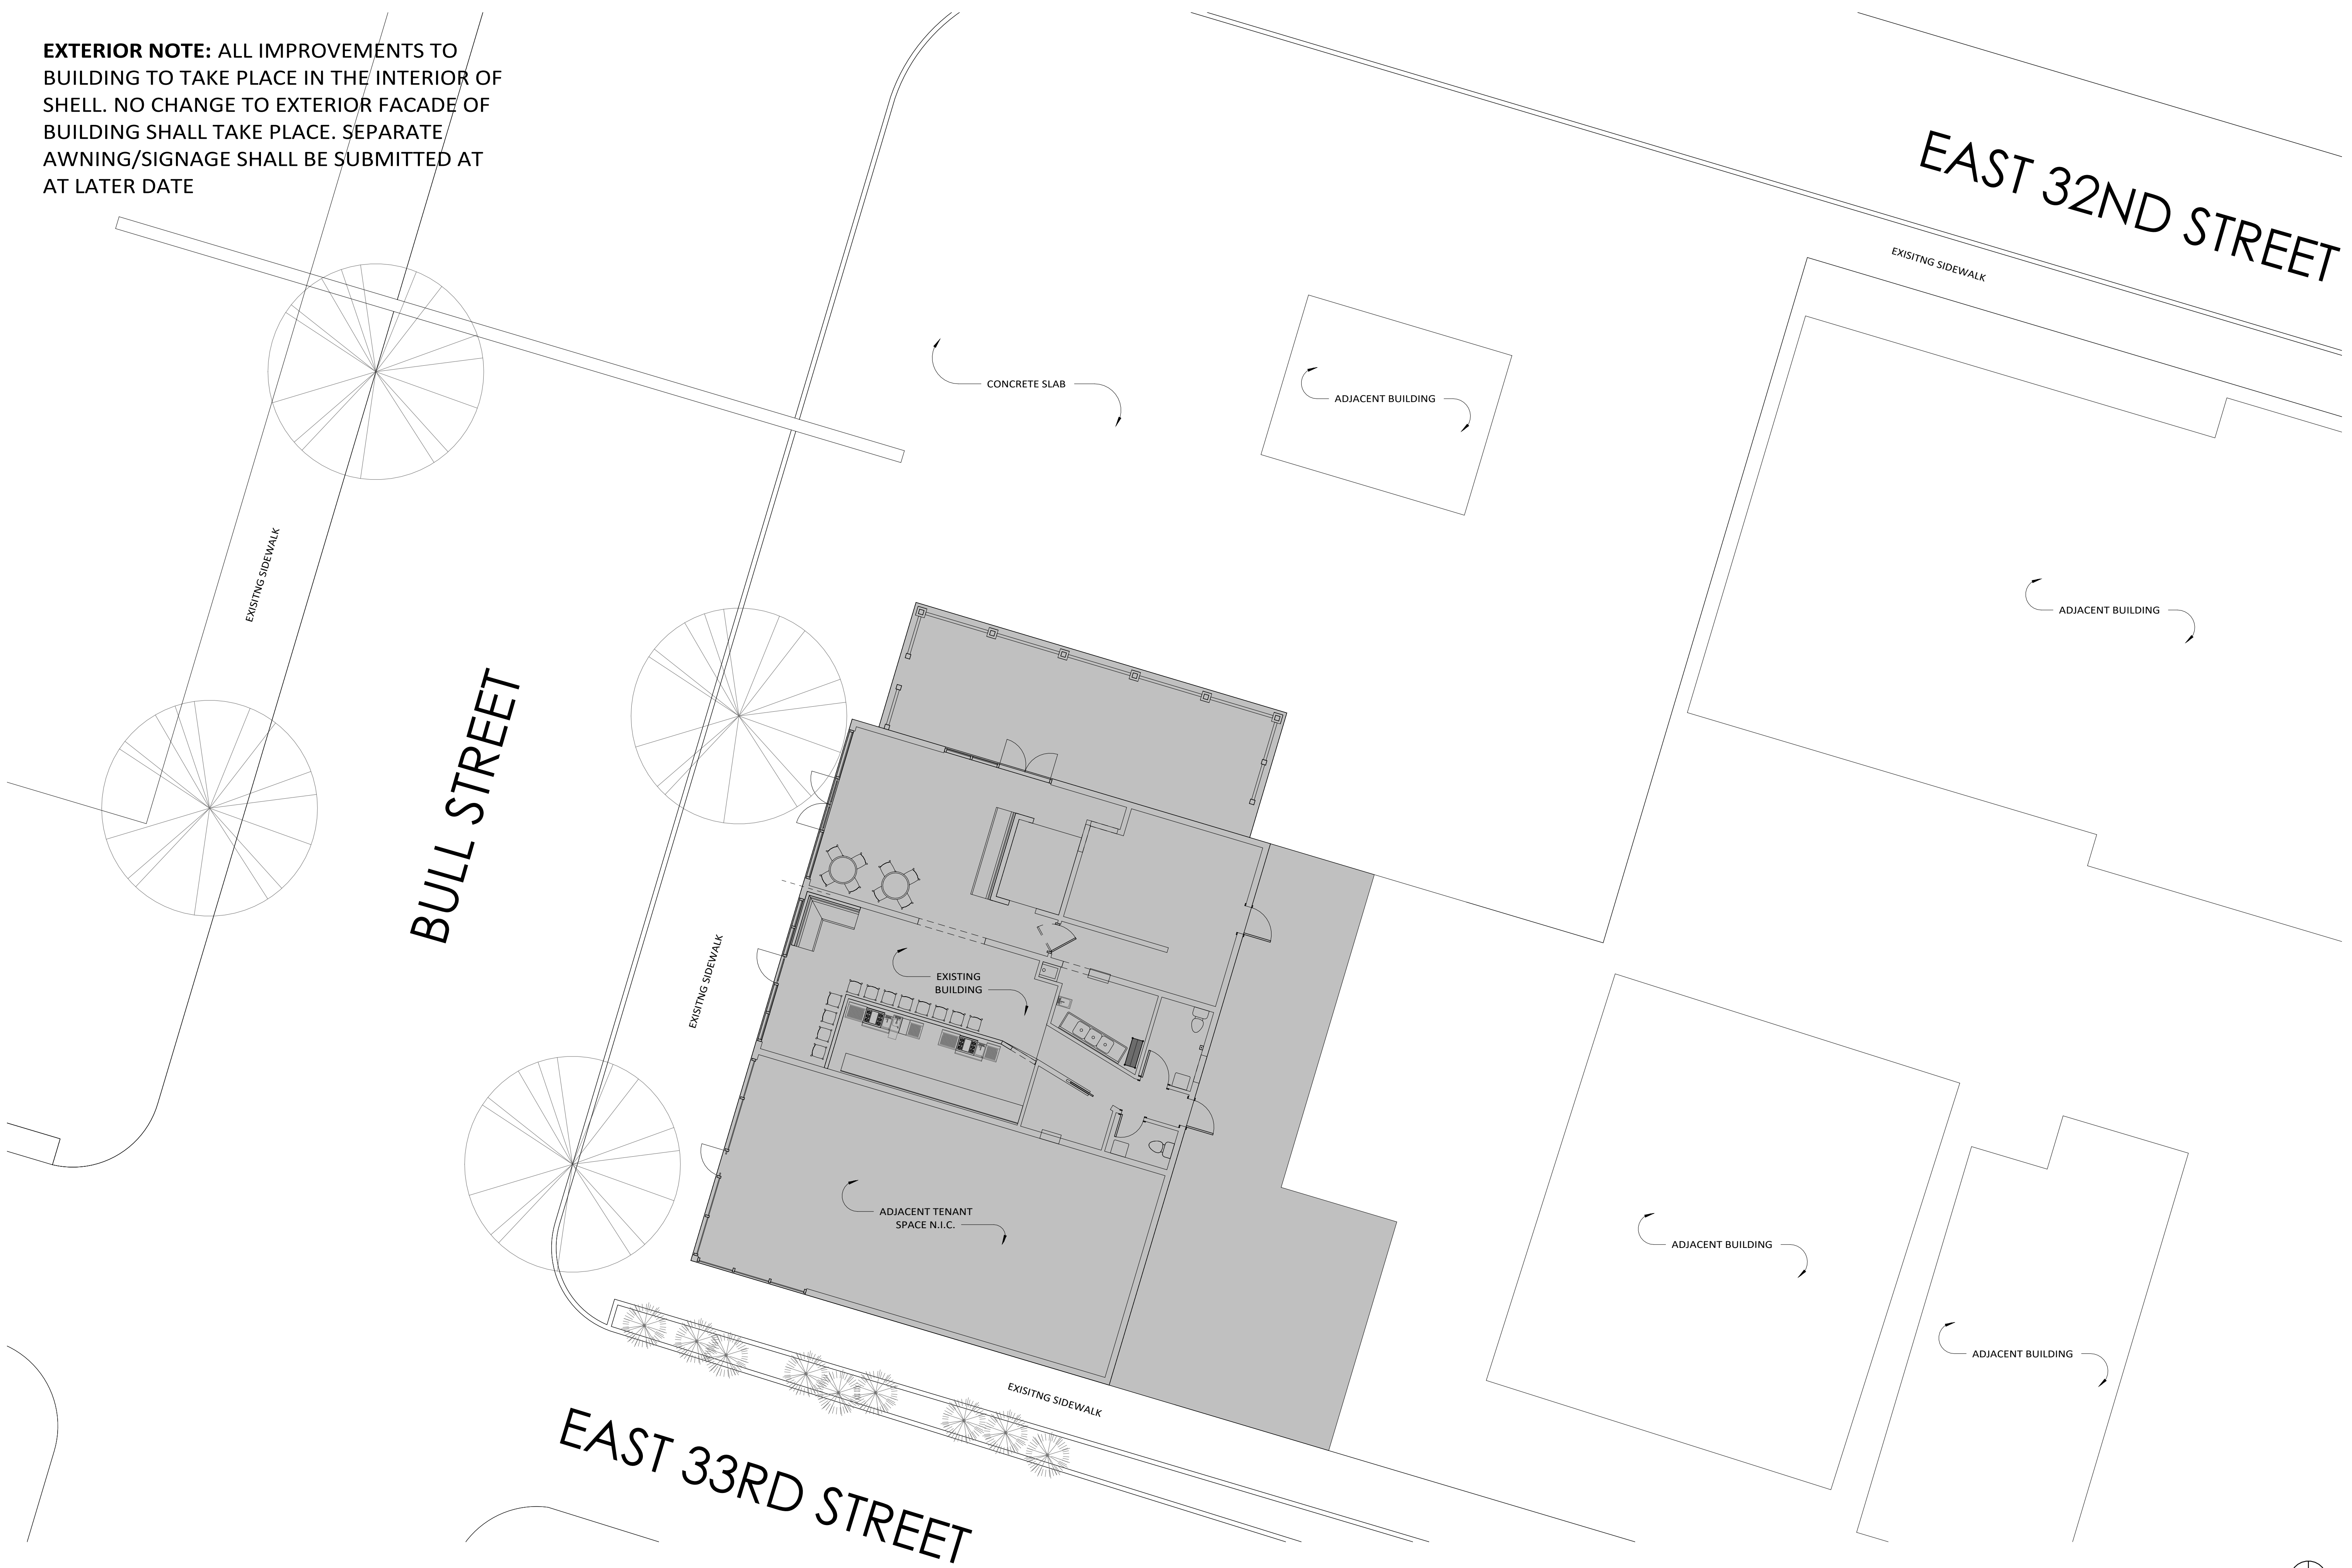 EXTERIOR NOTE: ALL IMPROVEMENTS TO
BUILDING TO TAKE PLACE IN THE INTERIOR OF
SHELL. NO CHANGE TO EXTERIOR FACADE OF
BUILDING SHALL TAKE PLACE. SEPARATE
AWNING/SIGNAGE SHALL BE SUBMITTED AT
AT LATER DATE
EAST 32ND STREET
EXISITNG SIDEWALK
CONCRETE SLAB
ADJACENT BUILDING
EXISITNG SIDEWALK
ADJACENT BUILDING
BULL STREET
EXISITNG SIDEWALK
EXISTING
BUILDING
ADJACENT TENANT
SPACE N.I.C.
ADJACENT BUILDING
ADJACENT BUILDING
EXISITNG SIDEWALK
EAST 33RD STREET